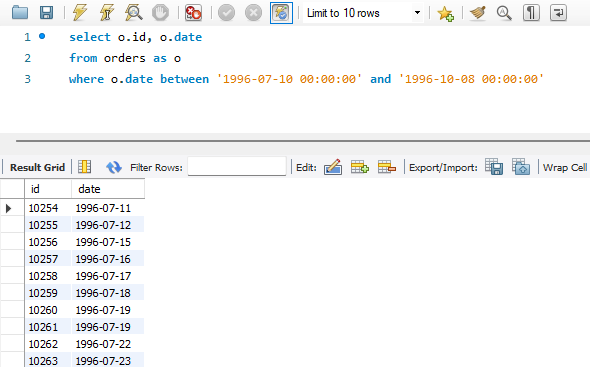 Limit to 10 rows
1 select o.id, o.date
2 from orders as o
3 where o.date between '1996-07-10 00:00:00' and '1996-10-08 00:00:00'
Result Grid Filter Rows: Edit: Export/Import: Wrap Cell
id date
10254 1996-07-11
10255 1996-07-12
10256 1996-07-15
10257 1996-07-16
10258 1996-07-17
10259 1996-07-18
10260 1996-07-19
10261 1996-07-19
10262 1996-07-22
10263 1996-07-23